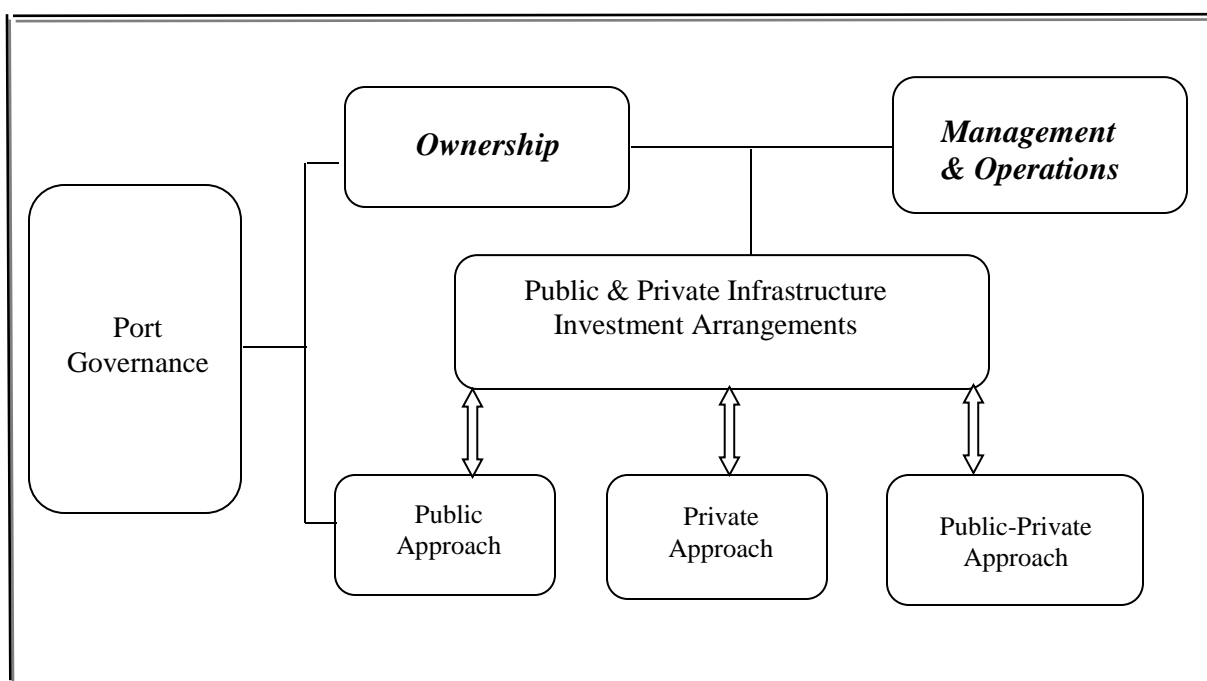 Ownership
Management
& Operations
Port
Governance
Public & Private Infrastructure
Investment Arrangements
Public
Approach
Private
Approach
Public-Private
Approach